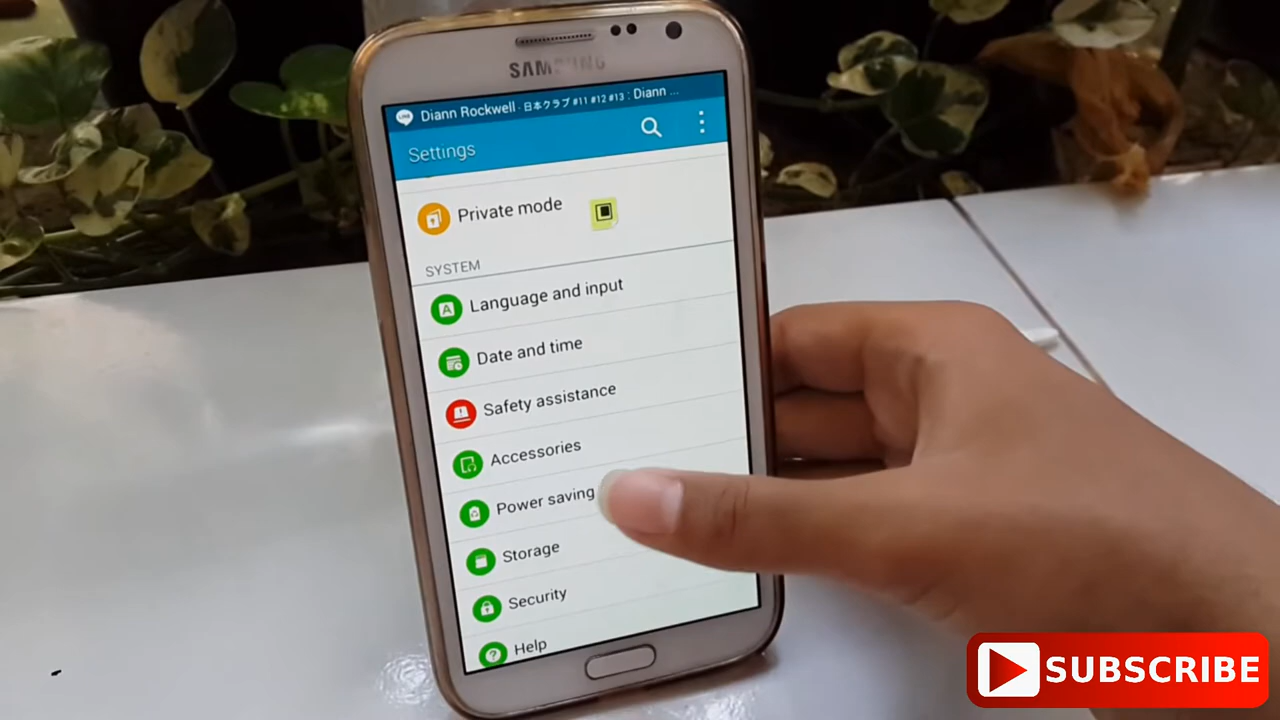 SAMSUNG
Diann Rockwell - 日本クラブ #11 #12 #13 : Diann ...
Settings
Private mode
SYSTEM
A
Language and input
Date and time
Safety assistance
Accessories
Power saving
Storage
Security
? Help
SUBSCRIBE